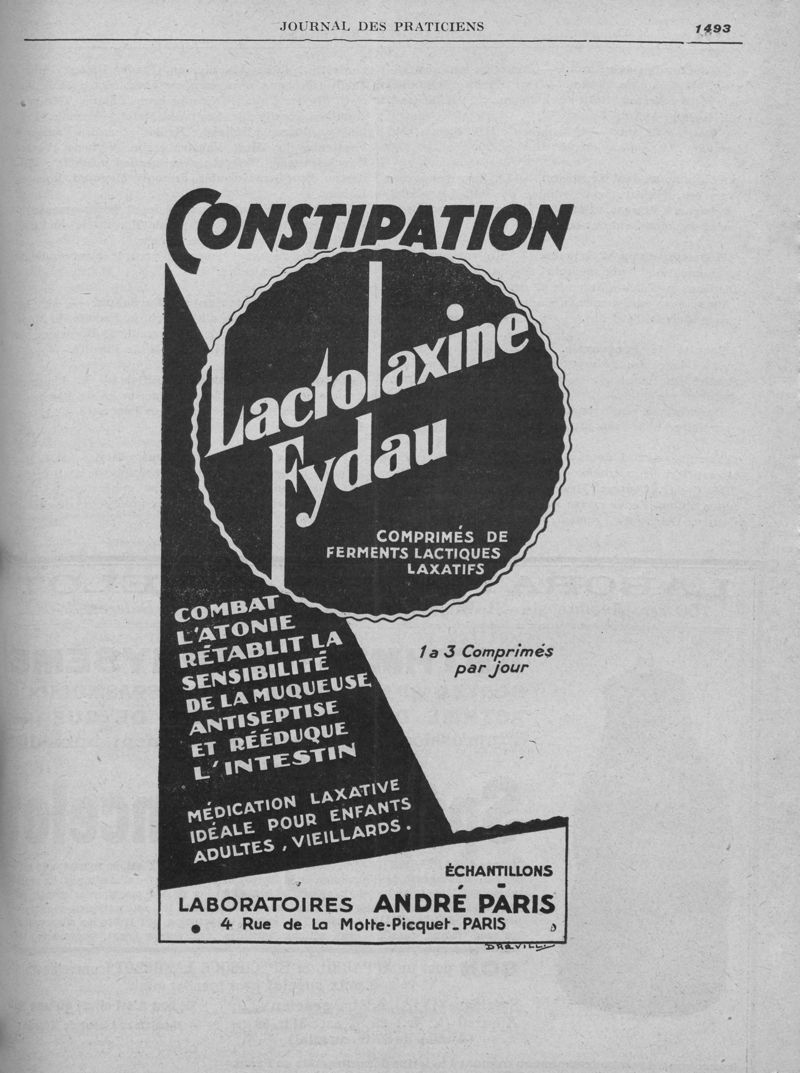 JOURNAL DES PRATICIENS 1493
CONSTIPATION
Lactolaxine
Fydau
COMPRIMÉS DE
FERMENTS LACTIQUES
LAXATIFS
COMBAT
L'ATONIE
RÉTABLIT LA
SENSIBILITÉ
DE LA MUQUEUSE
ANTISEPTISE
ET RÉÉDUQUE
L'INTESTIN
1 a 3 Comprimés
par jour
MÉDICATION LAXATIVE
IDÉALE POUR ENFANTS
ADULTES, VIEILLARDS.
ÉCHANTILLONS
LABORATOIRES ANDRÉ PARIS
4 Rue de La Motte-Picquet_PARIS